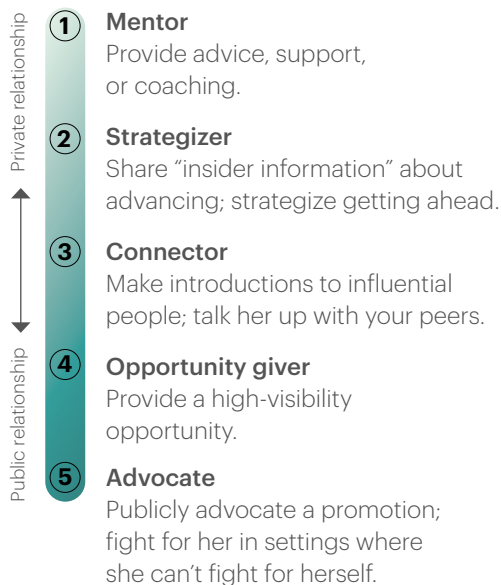 Private relationship
Public relationship
1 Mentor
Provide advice, support,
or coaching.
2 Strategizer
Share “insider information” about
advancing; strategize getting ahead.
3 Connector
Make introductions to influential
people; talk her up with your peers.
4 Opportunity giver
Provide a high-visibility
opportunity.
5 Advocate
Publicly advocate a promotion;
fight for her in settings where
she can’t fight for herself.